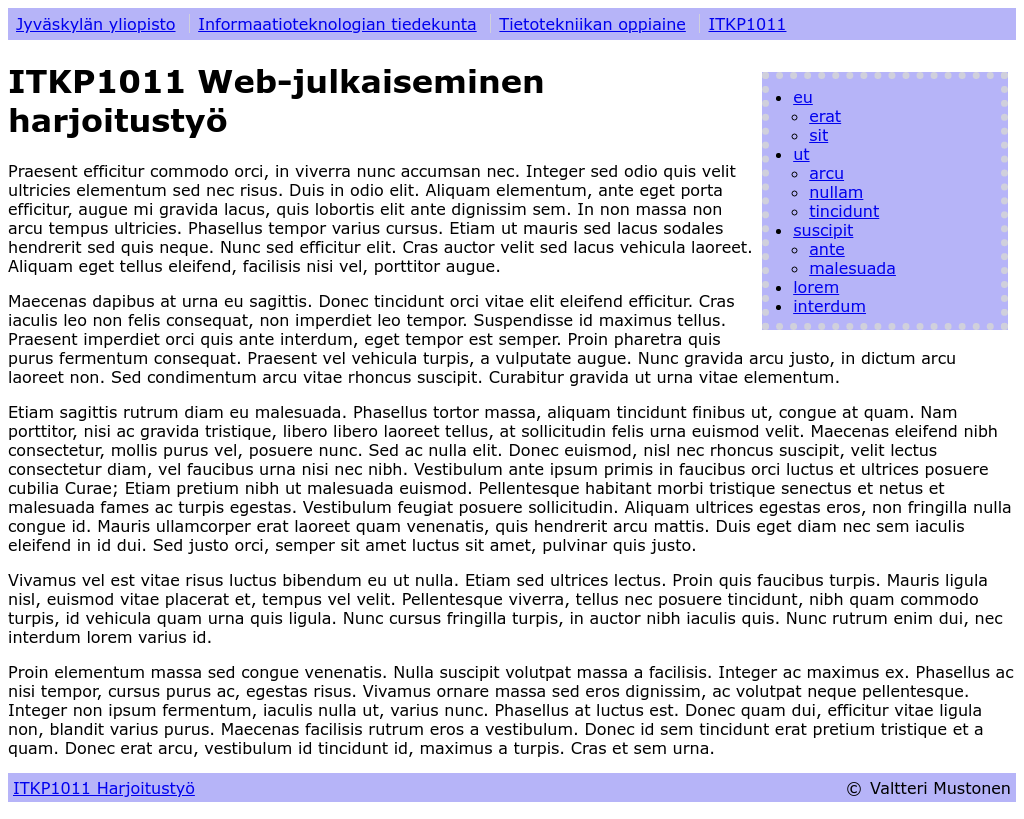 Jyväskylän yliopisto Informaatioteknologian tiedekunta Tietotekniikan oppiaine ITKP1011
ITKP1011 Web-julkaiseminen
harjoitustyö
eu
erat
sit
ut
arcu
nullam
tincidunt
suscipit
ante
malesuada
lorem
interdum
Praesent efficitur commodo orci, in viverra nunc accumsan nec. Integer sed odio quis velit
ultricies elementum sed nec risus. Duis in odio elit. Aliquam elementum, ante eget porta
efficitur, augue mi gravida lacus, quis lobortis elit ante dignissim sem. In non massa non
arcu tempus ultricies. Phasellus tempor varius cursus. Etiam ut mauris sed lacus sodales
hendrerit sed quis neque. Nunc sed efficitur elit. Cras auctor velit sed lacus vehicula laoreet.
Aliquam eget tellus eleifend, facilisis nisi vel, porttitor augue.
Maecenas dapibus at urna eu sagittis. Donec tincidunt orci vitae elit eleifend efficitur. Cras
iaculis leo non felis consequat, non imperdiet leo tempor. Suspendisse id maximus tellus.
Praesent imperdiet orci quis ante interdum, eget tempor est semper. Proin pharetra quis
purus fermentum consequat. Praesent vel vehicula turpis, a vulputate augue. Nunc gravida arcu justo, in dictum arcu
laoreet non. Sed condimentum arcu vitae rhoncus suscipit. Curabitur gravida ut urna vitae elementum.
Etiam sagittis rutrum diam eu malesuada. Phasellus tortor massa, aliquam tincidunt finibus ut, congue at quam. Nam
porttitor, nisi ac gravida tristique, libero libero laoreet tellus, at sollicitudin felis urna euismod velit. Maecenas eleifend nibh
consectetur, mollis purus vel, posuere nunc. Sed ac nulla elit. Donec euismod, nisl nec rhoncus suscipit, velit lectus
consectetur diam, vel faucibus urna nisi nec nibh. Vestibulum ante ipsum primis in faucibus orci luctus et ultrices posuere
cubilia Curae; Etiam pretium nibh ut malesuada euismod. Pellentesque habitant morbi tristique senectus et netus et
malesuada fames ac turpis egestas. Vestibulum feugiat posuere sollicitudin. Aliquam ultrices egestas eros, non fringilla nulla
congue id. Mauris ullamcorper erat laoreet quam venenatis, quis hendrerit arcu mattis. Duis eget diam nec sem iaculis
eleifend in id dui. Sed justo orci, semper sit amet luctus sit amet, pulvinar quis justo.
Vivamus vel est vitae risus luctus bibendum eu ut nulla. Etiam sed ultrices lectus. Proin quis faucibus turpis. Mauris ligula
nisl, euismod vitae placerat et, tempus vel velit. Pellentesque viverra, tellus nec posuere tincidunt, nibh quam commodo
turpis, id vehicula quam urna quis ligula. Nunc cursus fringilla turpis, in auctor nibh iaculis quis. Nunc rutrum enim dui, nec
interdum lorem varius id.
Proin elementum massa sed congue venenatis. Nulla suscipit volutpat massa a facilisis. Integer ac maximus ex. Phasellus ac
nisi tempor, cursus purus ac, egestas risus. Vivamus ornare massa sed eros dignissim, ac volutpat neque pellentesque.
Integer non ipsum fermentum, iaculis nulla ut, varius nunc. Phasellus at luctus est. Donec quam dui, efficitur vitae ligula
non, blandit varius purus. Maecenas facilisis rutrum eros a vestibulum. Donec id sem tincidunt erat pretium tristique et a
quam. Donec erat arcu, vestibulum id tincidunt id, maximus a turpis. Cras et sem urna.
ITKP1011 Harjoitustyö © Valtteri Mustonen